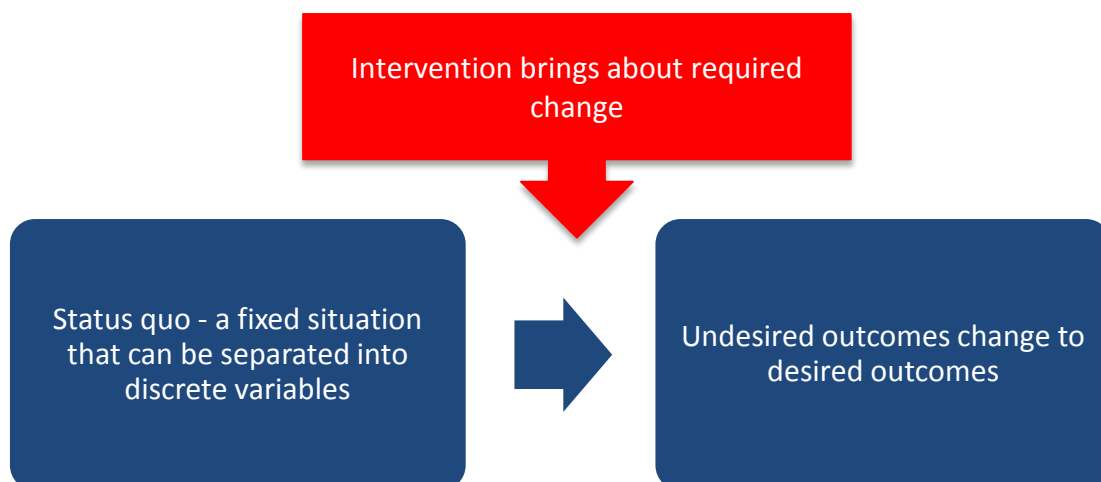 Intervention brings about required
change
Status quo - a fixed situation
that can be separated into
discrete variables
Undesired outcomes change to
desired outcomes